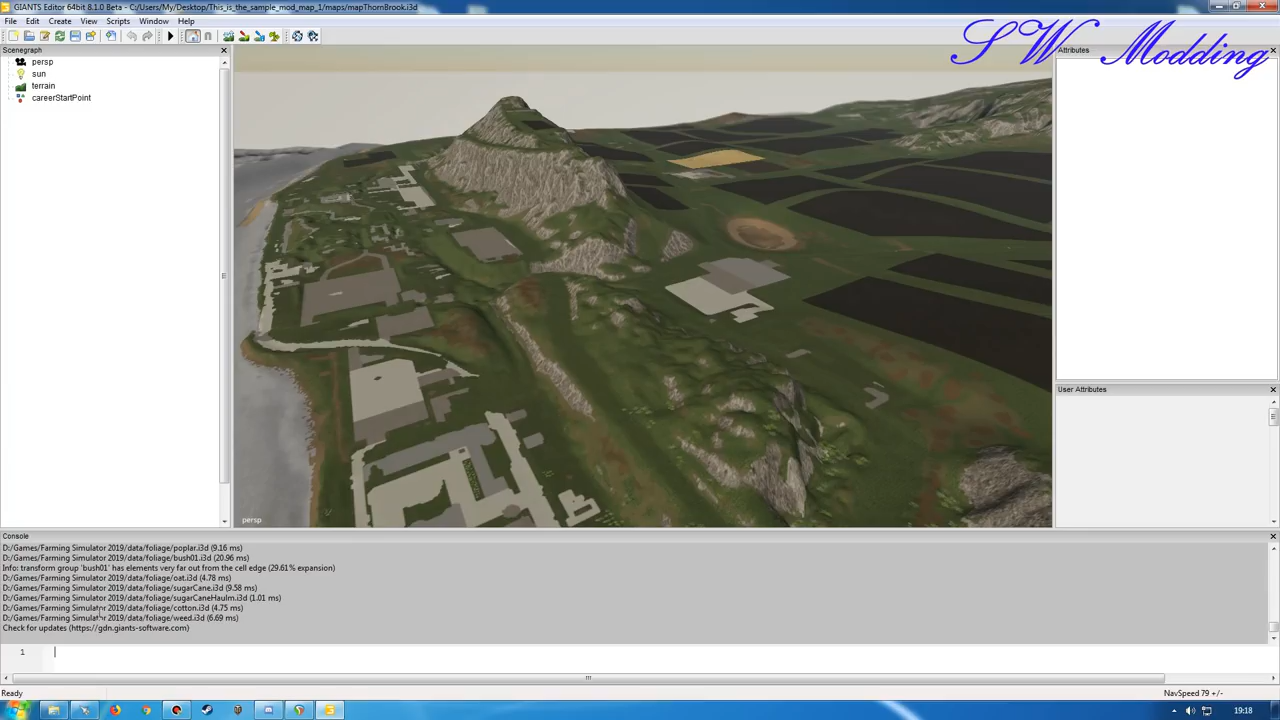 GIANTS Editor 64bit 8.1.0 Beta - C:/Users/My/Desktop/This_is_the_sample_mod_map_1/maps/mapThornBrook.i3d
File Edit Create View Scripts Window Help
SW Modding
Scenegraph
Attributes
persp
sun
terrain
careerStartPoint
User Attributes
persp
Console
D:/Games/Farming Simulator 2019/data/foliage/poplar.i3d (9.16 ms)
D:/Games/Farming Simulator 2019/data/foliage/bush01.i3d (20.96 ms)
Info: transform group 'bush01' has elements very far out from the cell edge (29.61% expansion)
D:/Games/Farming Simulator 2019/data/foliage/oat.i3d (4.78 ms)
D:/Games/Farming Simulator 2019/data/foliage/sugarCane.i3d (9.58 ms)
D:/Games/Farming Simulator 2019/data/foliage/sugarCaneHaulm.i3d (1.01 ms)
D:/Games/Farming Simulator 2019/data/foliage/cotton.i3d (4.75 ms)
D:/Games/Farming Simulator 2019/data/foliage/weed.i3d (6.69 ms)
Check for updates (https://gdn.giants-software.com)
1
Ready
NavSpeed 79 +/-
19:18